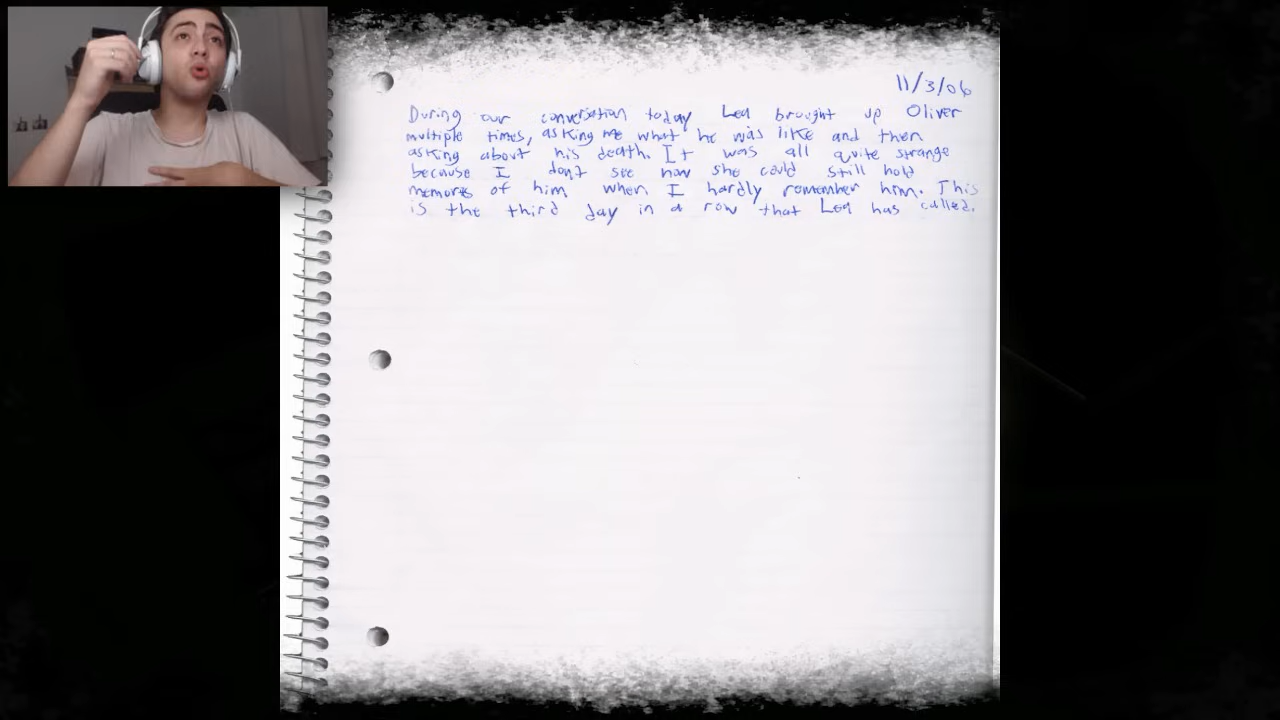 11/3/06
During our conversation today Lea brought up Oliver
multiple times, asking me what he was like and then
asking about his death. It was all quite strange
because I don't see how she could still hold
memores of him when I hardly remember him. This
is the third day in a row that Lea has called.